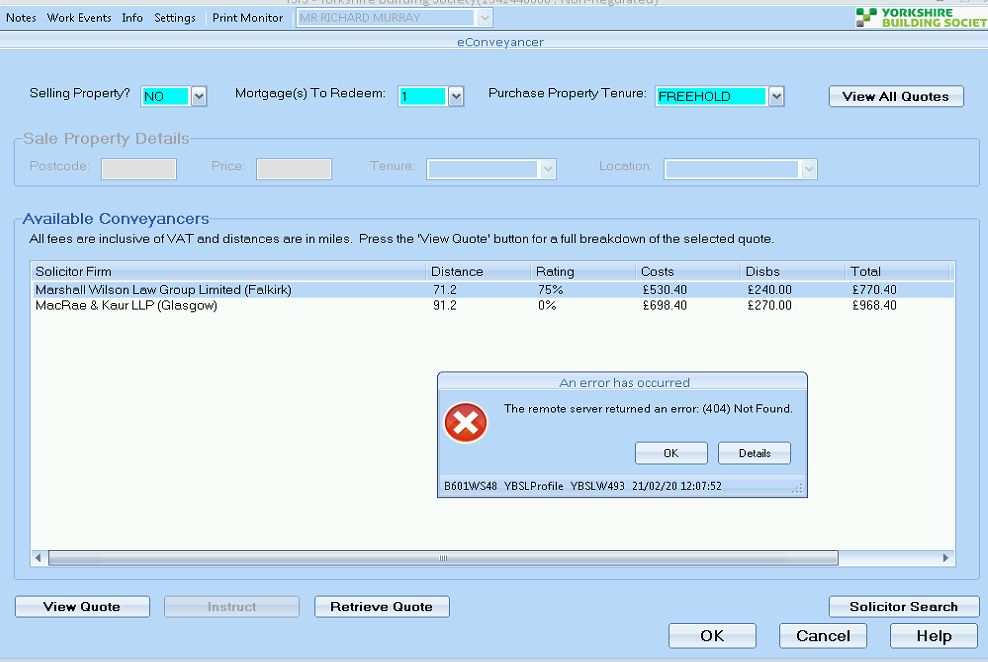 ISIS - Yorkshire Building Society(1342440606 : Non-Regulated)
Notes Work Events Info Settings Print Monitor MR RICHARD MURRAY
YORKSHIRE
BUILDING SOCIET
eConveyancer
Selling Property? NO Mortgage(s) To Redeem: 1 Purchase Property Tenure: FREEHOLD View All Quotes
Sale Property Details
Postcode: Price: Tenure: Location:
Available Conveyancers
All fees are inclusive of VAT and distances are in miles. Press the 'View Quote' button for a full breakdown of the selected quote.
Solicitor Firm Distance Rating Costs Disbs Total
Marshall Wilson Law Group Limited (Falkirk) 71.2 75% £530.40 £240.00 £770.40
MacRae & Kaur LLP (Glasgow) 91.2 0% £698.40 £270.00 £968.40
An error has occurred
The remote server returned an error: (404) Not Found.
OK Details
B601WS48 YBSLProfile YBSLW493 21/02/20 12:07:52
View Quote Instruct Retrieve Quote Solicitor Search
OK Cancel Help